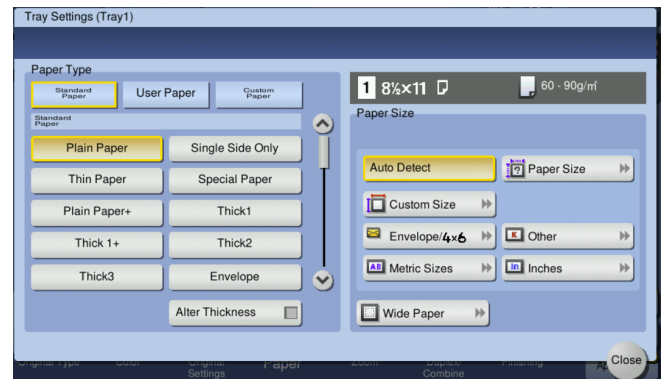 Tray Settings (Tray1)
Paper Type
Standard
Paper
User Paper
Custom
Paper
Standard
Paper
Plain Paper
Single Side Only
Thin Paper
Special Paper
Plain Paper+
Thick1
Thick 1+
Thick2
Thick3
Envelope
Alter Thickness
1 8½×11
60 - 90g/㎡
Paper Size
Auto Detect
? Paper Size
Custom Size
Envelope/4×6
K Other
AB Metric Sizes
In Inches
Wide Paper
Close
Original Type
Color
Original
Settings
Paper
Zoom
Duplex/
Combine
Finishing